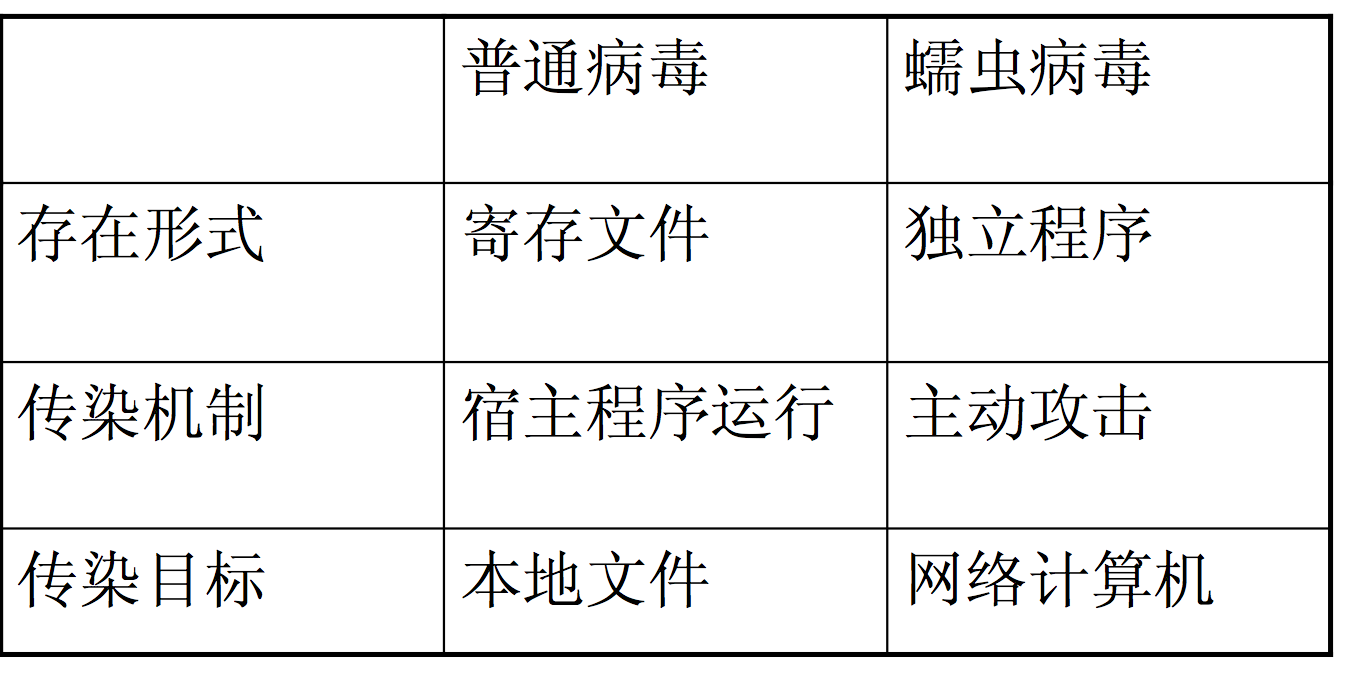 普通病毒 蠕虫病毒
存在形式 寄存文件 独立程序
传染机制 宿主程序运行 主动攻击
传染目标 本地文件 网络计算机